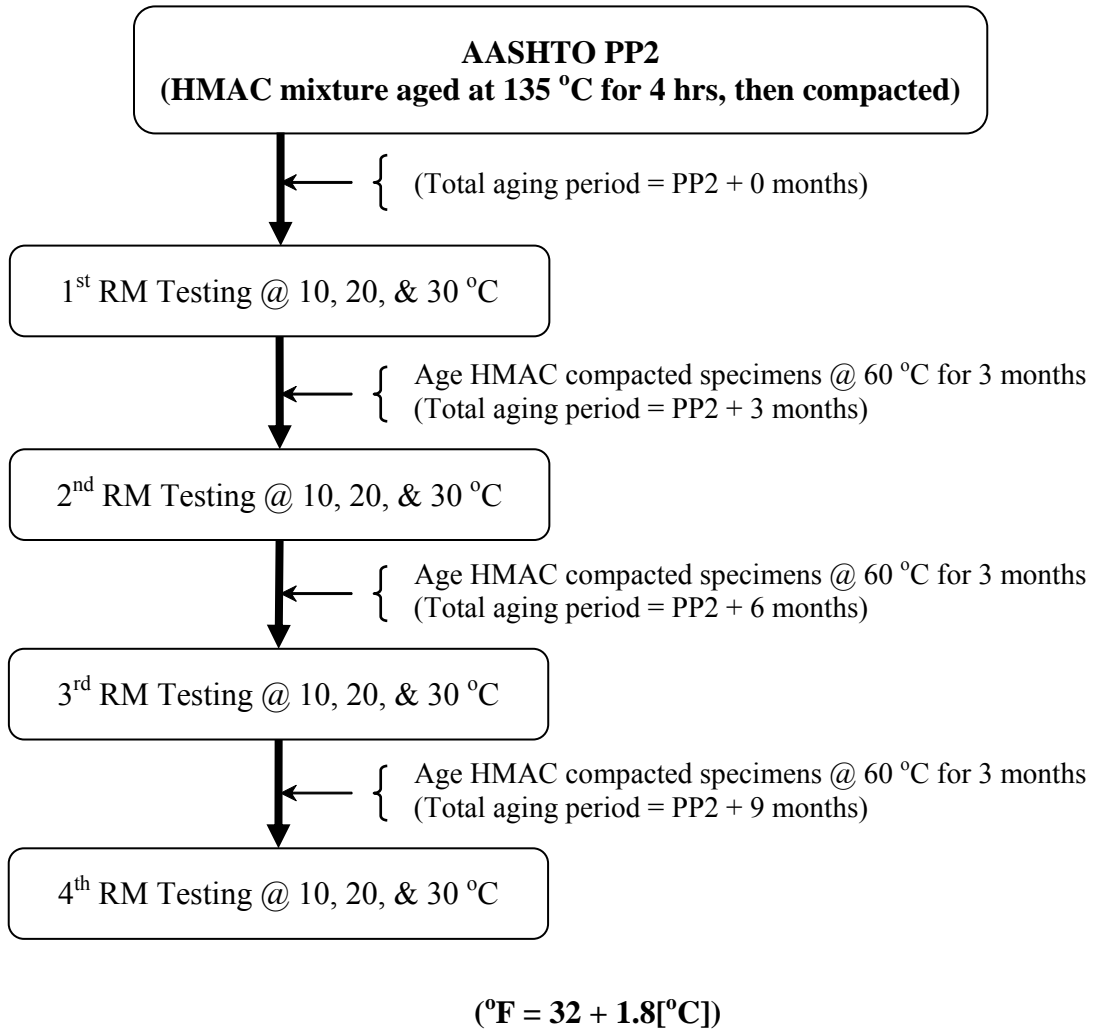 AASHTO PP2
(HMAC mixture aged at 135 °C for 4 hrs, then compacted)
(Total aging period = PP2 + 0 months)
1st RM Testing @ 10, 20, & 30 °C
Age HMAC compacted specimens @ 60 °C for 3 months
(Total aging period = PP2 + 3 months)
2nd RM Testing @ 10, 20, & 30 °C
Age HMAC compacted specimens @ 60 °C for 3 months
(Total aging period = PP2 + 6 months)
3rd RM Testing @ 10, 20, & 30 °C
Age HMAC compacted specimens @ 60 °C for 3 months
(Total aging period = PP2 + 9 months)
4th RM Testing @ 10, 20, & 30 °C
(°F = 32 + 1.8[°C])